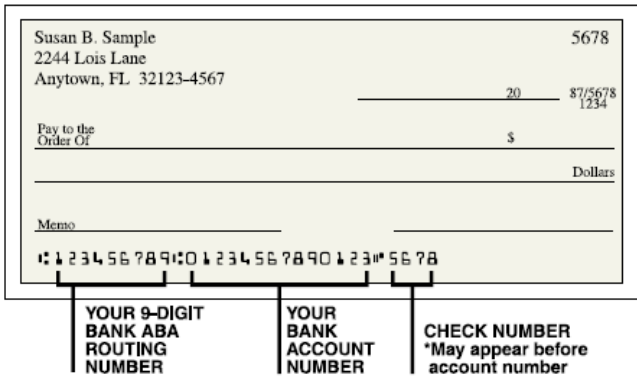 Susan B. Sample 5678
2244 Lois Lane
Anytown, FL 32123-4567
20 87/5678
1234
Pay to the
Order Of $
Dollars
Memo
⑆123456789⑆01234567890123⑈5678
YOUR 9-DIGIT
BANK ABA
ROUTING
NUMBER
YOUR
BANK
ACCOUNT
NUMBER
CHECK NUMBER
*May appear before
account number